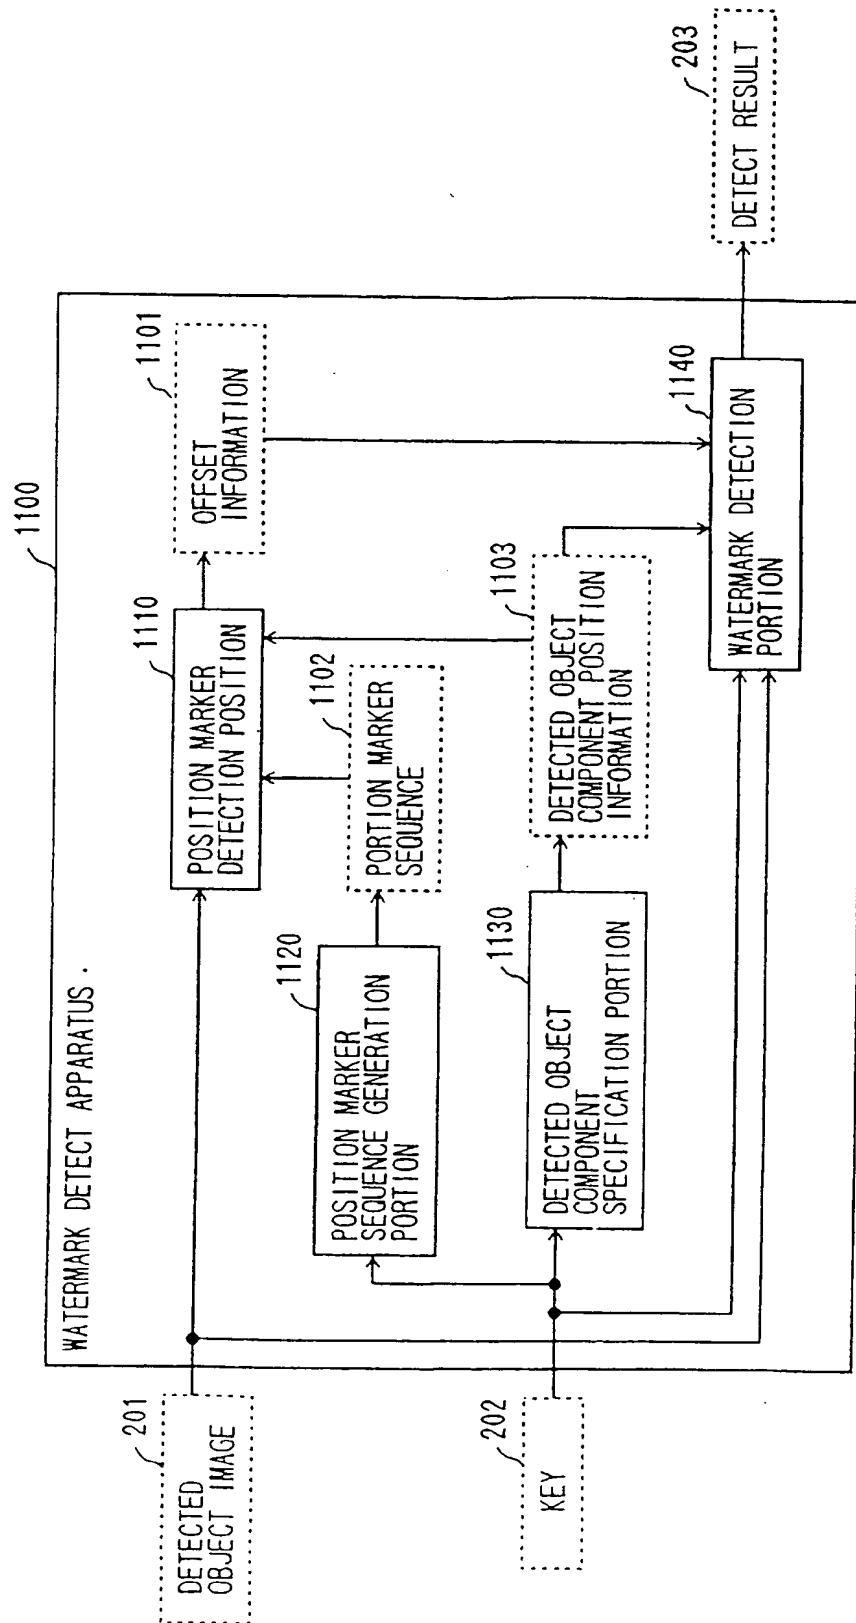 WATERMARK DETECT APPARATUS.
1100
201
DETECTED
OBJECT IMAGE
202
KEY
1110
POSITION MARKER
DETECTION POSITION
1101
OFFSET
INFORMATION
1120
POSITION MARKER
SEQUENCE GENERATION
PORTION
1102
PORTION MARKER
SEQUENCE
1130
DETECTED OBJECT
COMPONENT
SPECIFICATION PORTION
1103
DETECTED OBJECT
COMPONENT POSITION
INFORMATION
1140
WATERMARK DETECTION
PORTION
203
DETECT RESULT